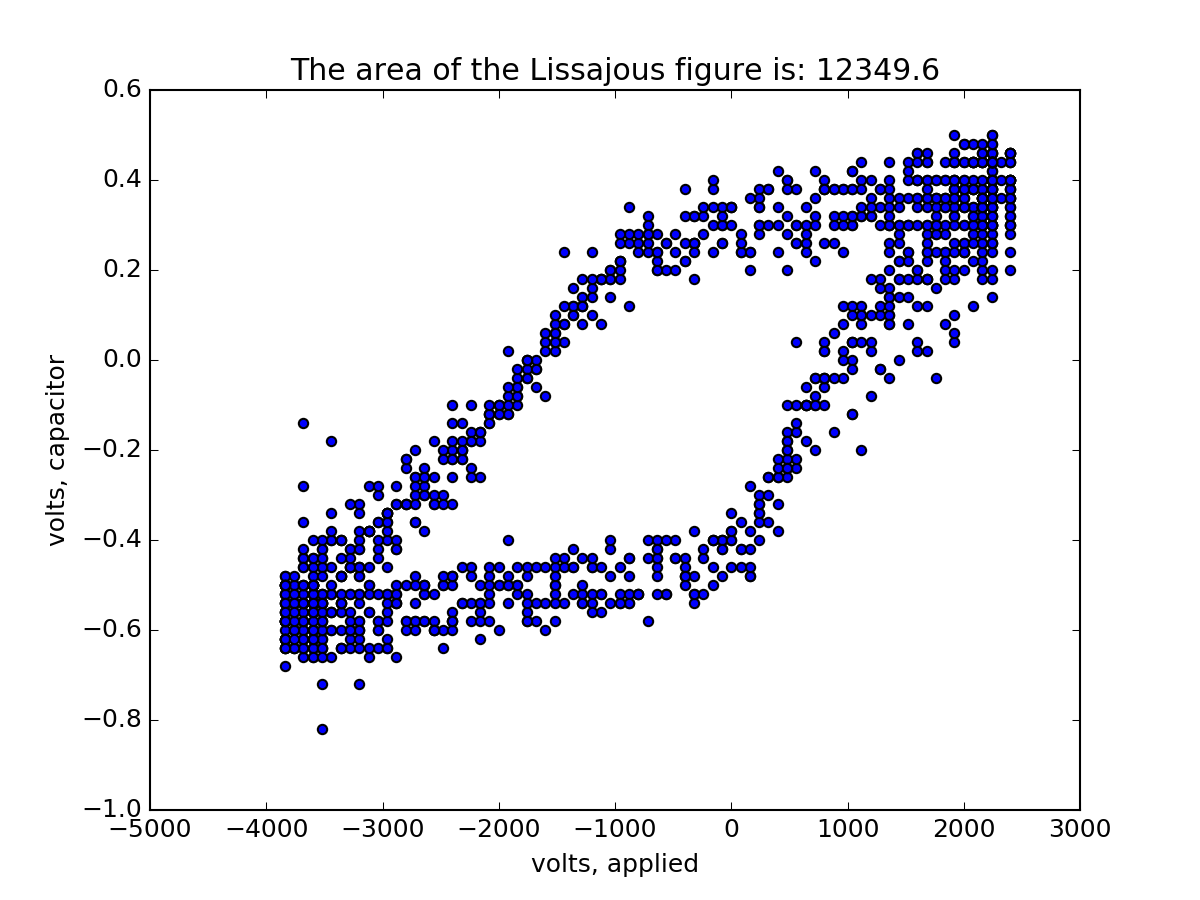 The area of the Lissajous figure is: 12349.6
0.6
0.4
0.2
0.0
−0.2
−0.4
−0.6
−0.8
−1.0
volts, capacitor
−5000 −4000 −3000 −2000 −1000 0 1000 2000 3000
volts, applied